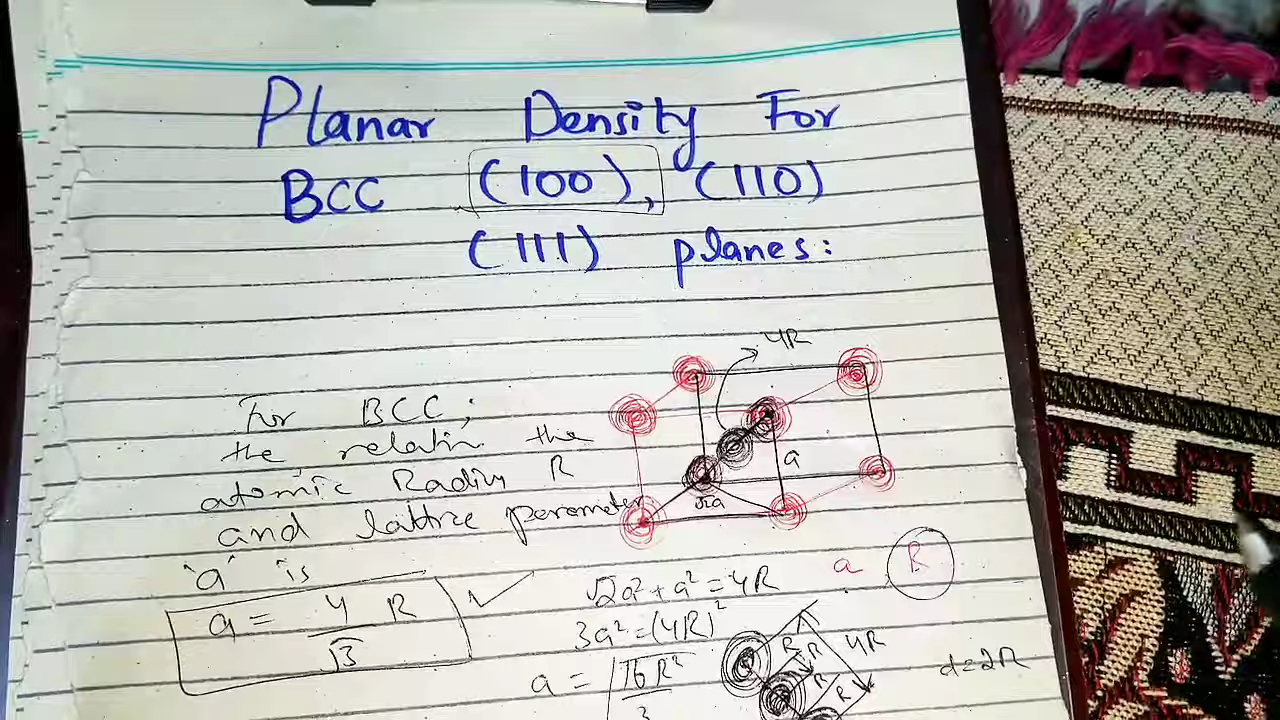 Planar Density For
BCC (100), (110)
(111) planes:
4R
For BCC;
the relatin the
atomic Radius R
and lattice parameter
"a" is
a = 4/√3 R
a
√2a
a R
√2a² + a² = 4R
3a² = (4R)²
a = √16R²/3
R
R
R
R
4R
d=2R